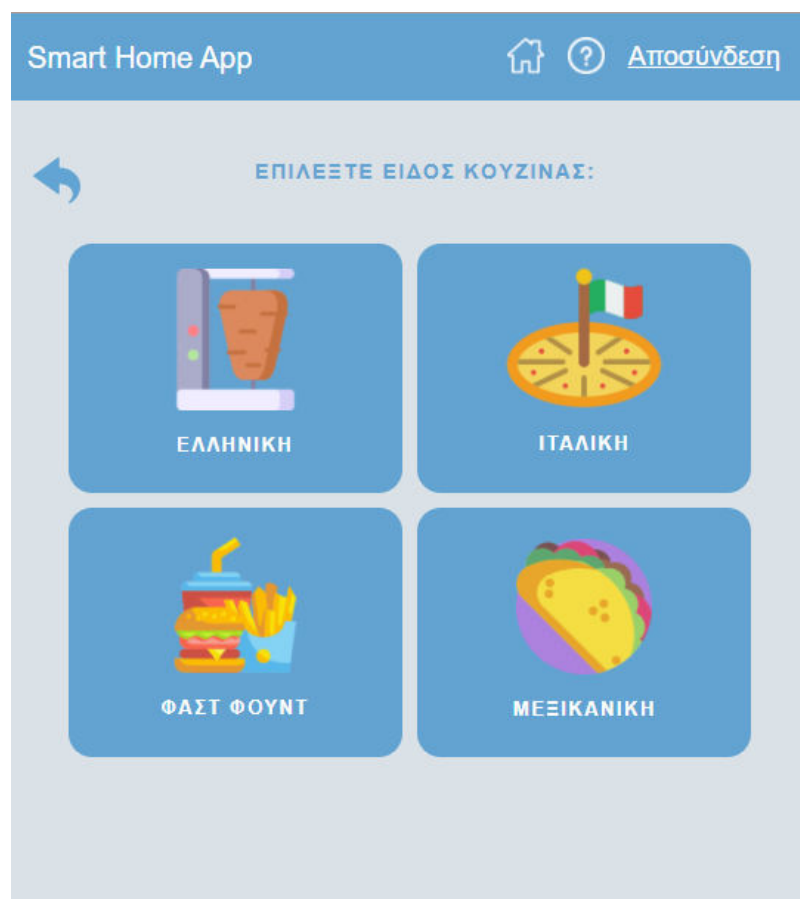 Smart Home App
Αποσύνδεση
ΕΠΙΛΕΞΤΕ ΕΙΔΟΣ ΚΟΥΖΙΝΑΣ:
ΕΛΛΗΝΙΚΗ
ΙΤΑΛΙΚΗ
ΦΑΣΤ ΦΟΥΝΤ
ΜΕΞΙΚΑΝΙΚΗ